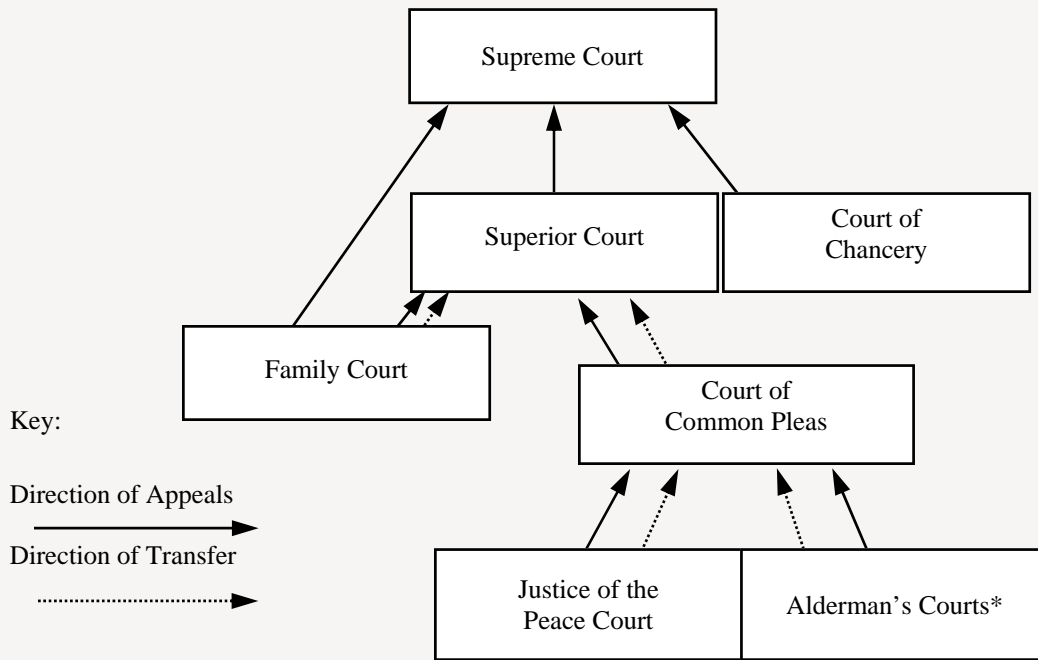 Supreme Court
Superior Court
Court of
Chancery
Family Court
Court of
Common Pleas
Key:
Direction of Appeals
Direction of Transfer
Justice of the
Peace Court
Alderman’s Courts*